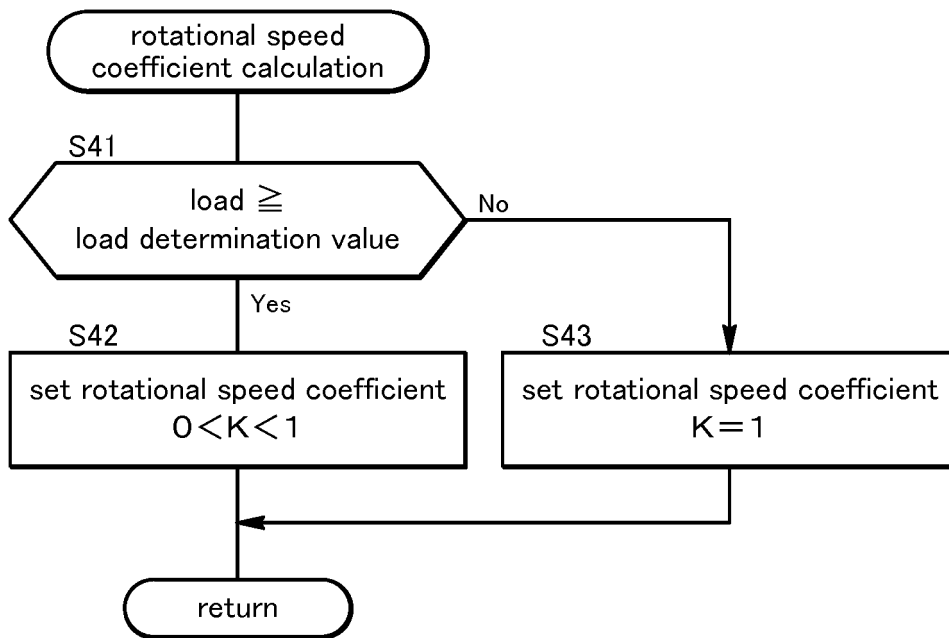 rotational speed
coefficient calculation
S41
load ≧
load determination value
No
Yes
S42
set rotational speed coefficient
0<K<1
S43
set rotational speed coefficient
K=1
return